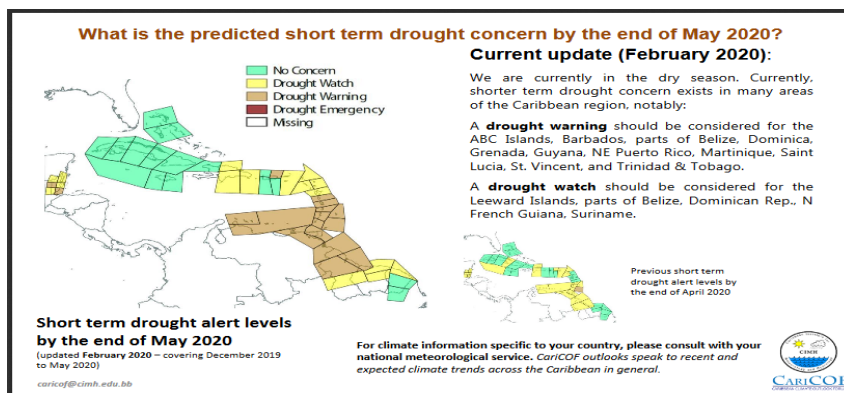 What is the predicted short term drought concern by the end of May 2020?
No Concern
Drought Watch
Drought Warning
Drought Emergency
Missing
Current update (February 2020):
We are currently in the dry season. Currently,
shorter term drought concern exists in many areas
of the Caribbean region, notably:
A drought warning should be considered for the
ABC Islands, Barbados, parts of Belize, Dominica,
Grenada, Guyana, NE Puerto Rico, Martinique, Saint
Lucia, St. Vincent, and Trinidad & Tobago.
A drought watch should be considered for the
Leeward Islands, parts of Belize, Dominican Rep., N
French Guiana, Suriname.
Previous short term
drought alert levels by
the end of April 2020
Short term drought alert levels
by the end of May 2020
(updated February 2020 – covering December 2019
to May 2020)
caricof@cimh.edu.bb
For climate information specific to your country, please consult with your
national meteorological service. CariCOF outlooks speak to recent and
expected climate trends across the Caribbean in general.
CIMH
CARICOF